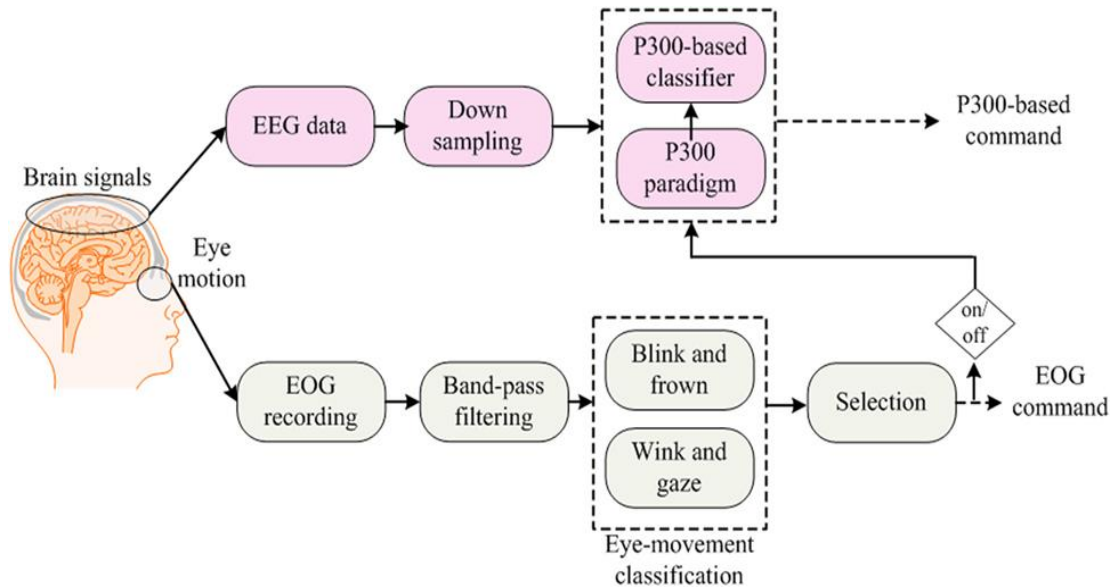 Brain signals
EEG data
Down
sampling
P300-based
classifier
P300
paradigm
P300-based
command
Eye
motion
EOG
recording
Band-pass
filtering
Blink and
frown
Wink and
gaze
Eye-movement
classification
Selection
on/
off
EOG
command